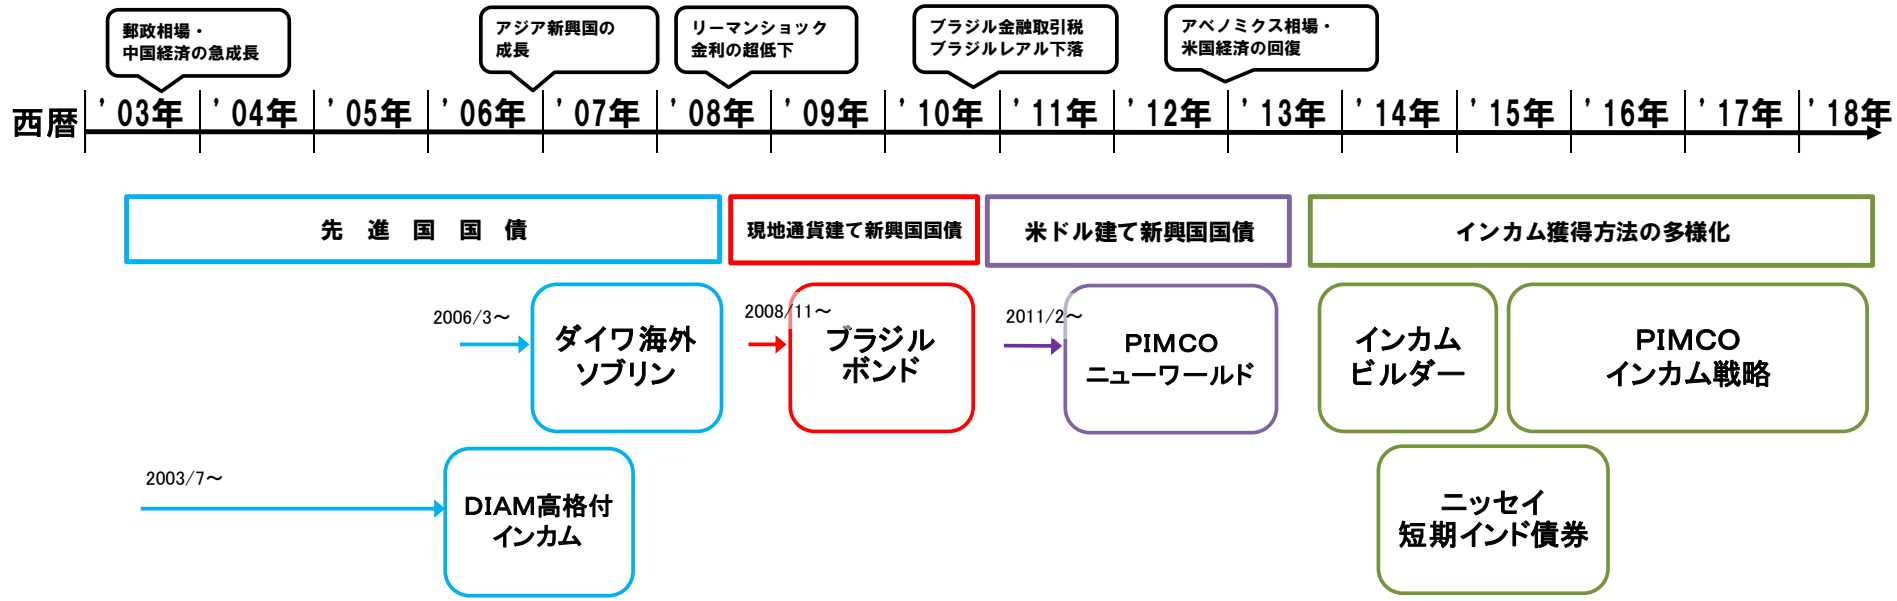 郵政相場・
中国経済の急成長
アジア新興国の
成長
リーマンショック
金利の超低下
ブラジル金融取引税
ブラジルレアル下落
アベノミクス相場・
米国経済の回復
西暦 '03年 '04年 '05年 '06年 '07年 '08年 '09年 '10年 '11年 '12年 '13年 '14年 '15年 '16年 '17年 '18年
先進国国債
現地通貨建て新興国国債
米ドル建て新興国国債
インカム獲得方法の多様化
2006/3～
ダイワ海外
ソブリン
2008/11～
ブラジル
ボンド
2011/2～
PIMCO
ニューワールド
インカム
ビルダー
PIMCO
インカム戦略
2003/7～
DIAM高格付
インカム
ニッセイ
短期インド債券